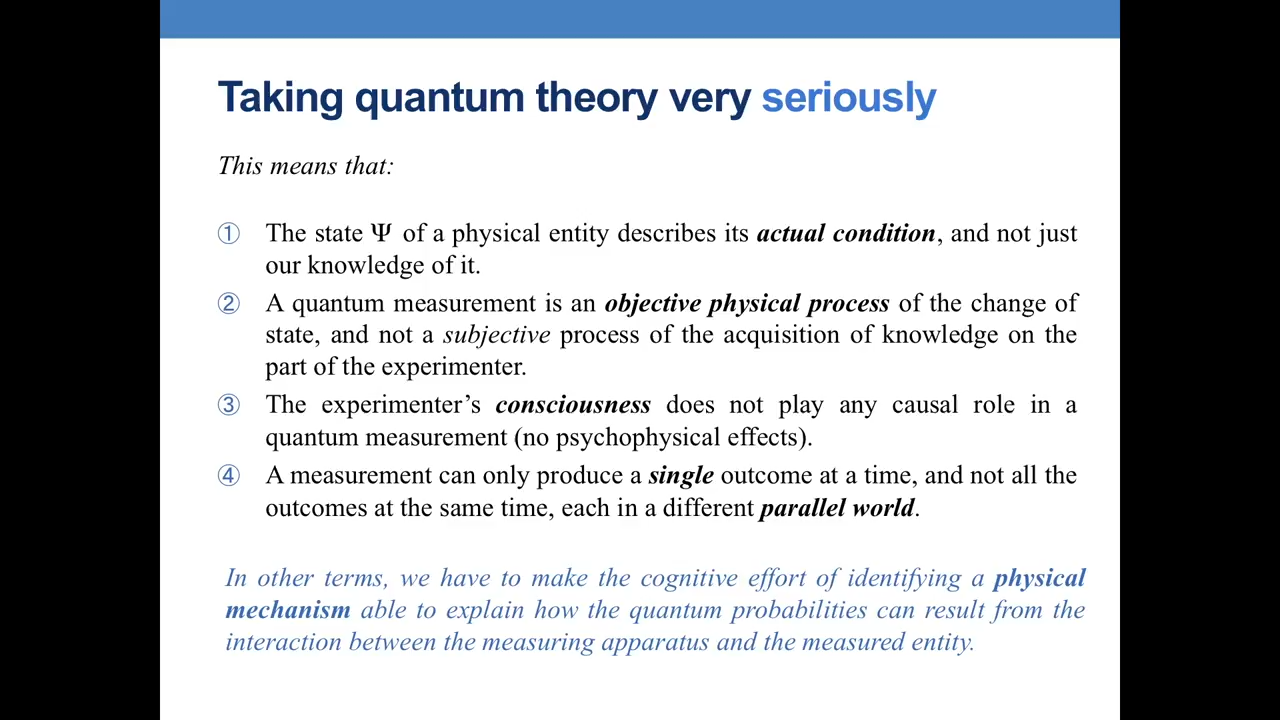 Taking quantum theory very seriously
This means that:
① The state Ψ of a physical entity describes its actual condition, and not just
our knowledge of it.
② A quantum measurement is an objective physical process of the change of
state, and not a subjective process of the acquisition of knowledge on the
part of the experimenter.
③ The experimenter’s consciousness does not play any causal role in a
quantum measurement (no psychophysical effects).
④ A measurement can only produce a single outcome at a time, and not all the
outcomes at the same time, each in a different parallel world.
In other terms, we have to make the cognitive effort of identifying a physical
mechanism able to explain how the quantum probabilities can result from the
interaction between the measuring apparatus and the measured entity.